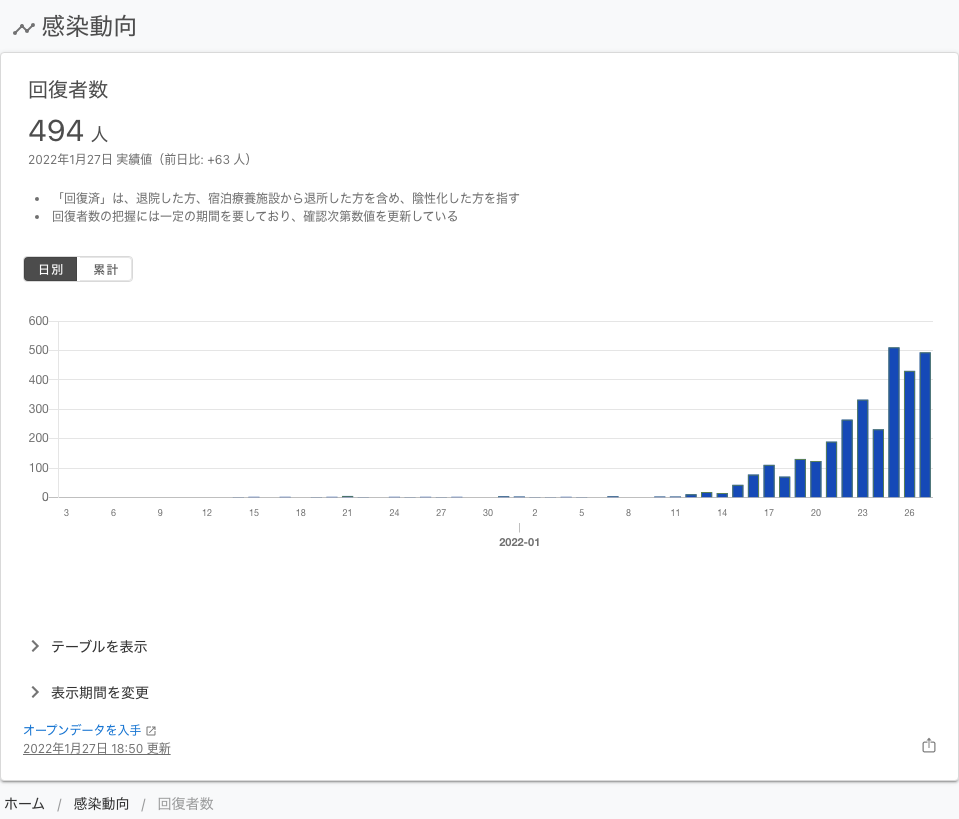 感染動向
回復者数
494 人
2022年1月27日 実績値（前日比: +63 人）
• 「回復済」は、退院した方、宿泊療養施設から退所した方を含め、陰性化した方を指す
• 回復者数の把握には一定の期間を要しており、確認次第数値を更新している
日別 累計
600
500
400
300
200
100
0
3 6 9 12 15 18 21 24 27 30 2 5 8 11 14 17 20 23 26
2022-01
テーブルを表示
表示期間を変更
オープンデータを入手
2022年1月27日 18:50 更新
ホーム / 感染動向 / 回復者数